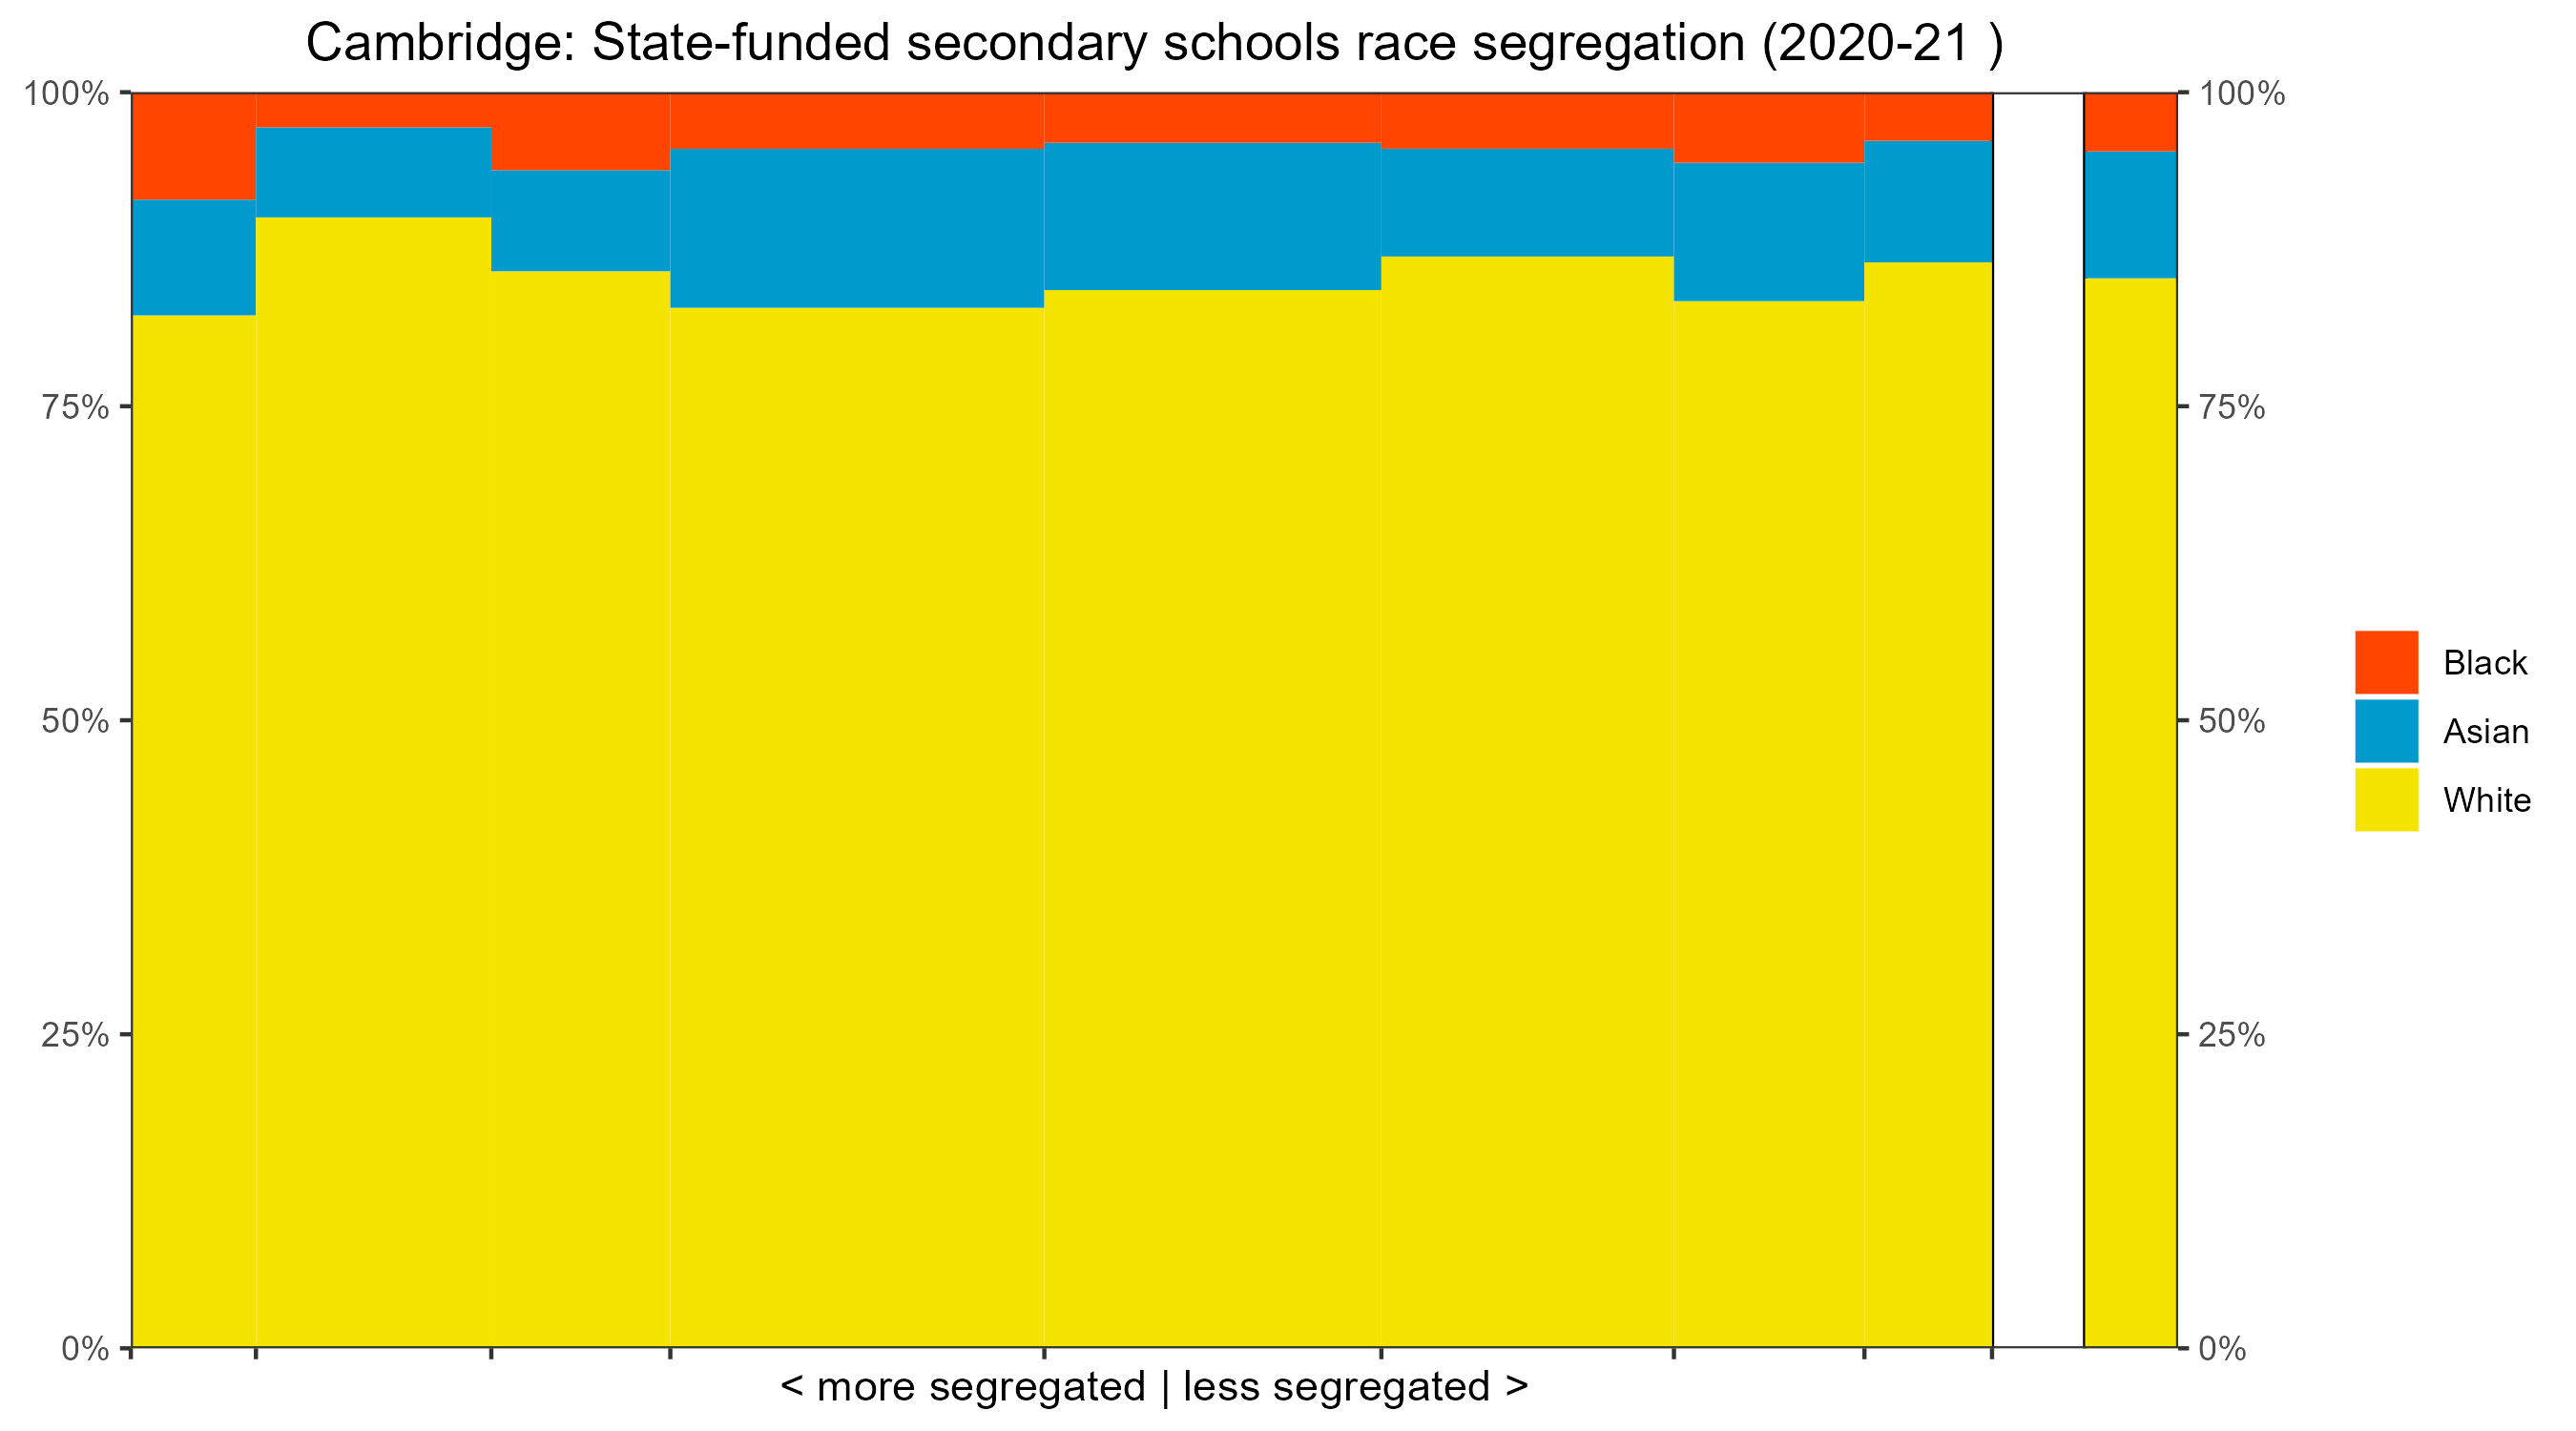 Cambridge: State-funded secondary schools race segregation (2020-21 )
100%
75%
50%
25%
0%
100%
75%
50%
25%
0%
Black
Asian
White
< more segregated | less segregated >